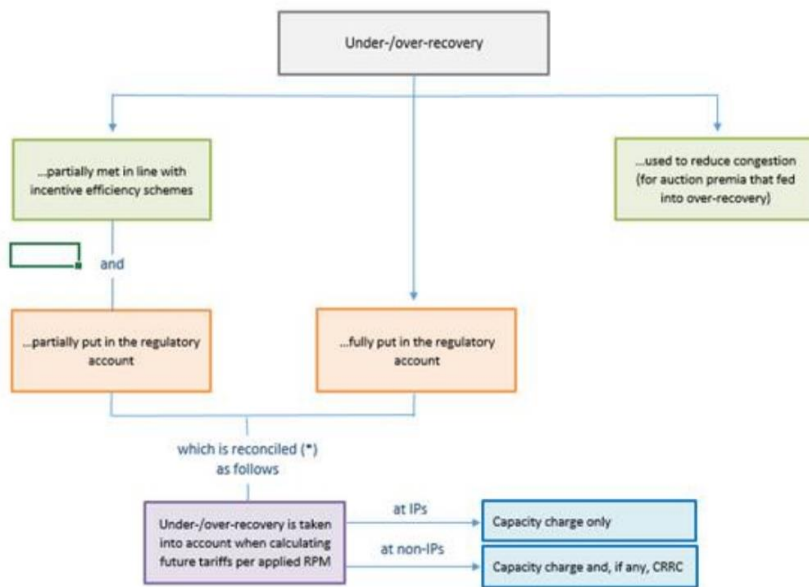 Under-/over-recovery
...partially met in line with
incentive efficiency schemes
...used to reduce congestion
(for auction premia that fed
into over-recovery)
and
...partially put in the regulatory
account
...fully put in the regulatory
account
which is reconciled (*)
as follows
Under-/over-recovery is taken
into account when calculating
future tariffs per applied RPM
at IPs
Capacity charge only
at non-IPs
Capacity charge and, if any, CRRC